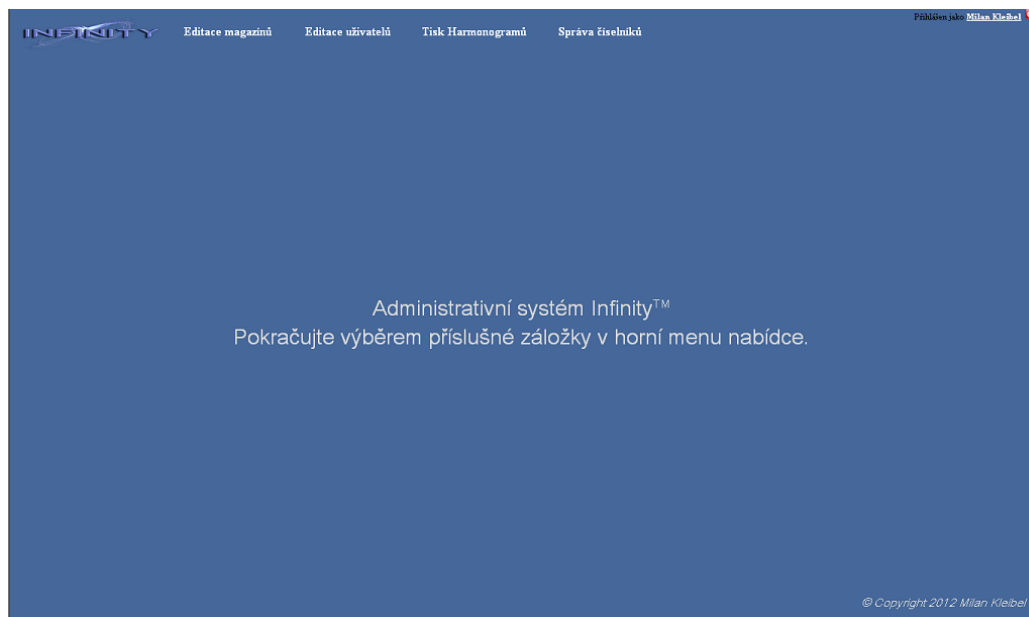 INFINITY Editace magazínů Editace uživatelů Tisk Harmonogramů Správa číselníků
Přihlášen jako Milan Kleibel
Administrativní systém Infinity™
Pokračujte výběrem příslušné záložky v horní menu nabídce.
© Copyright 2012 Milan Kleibel